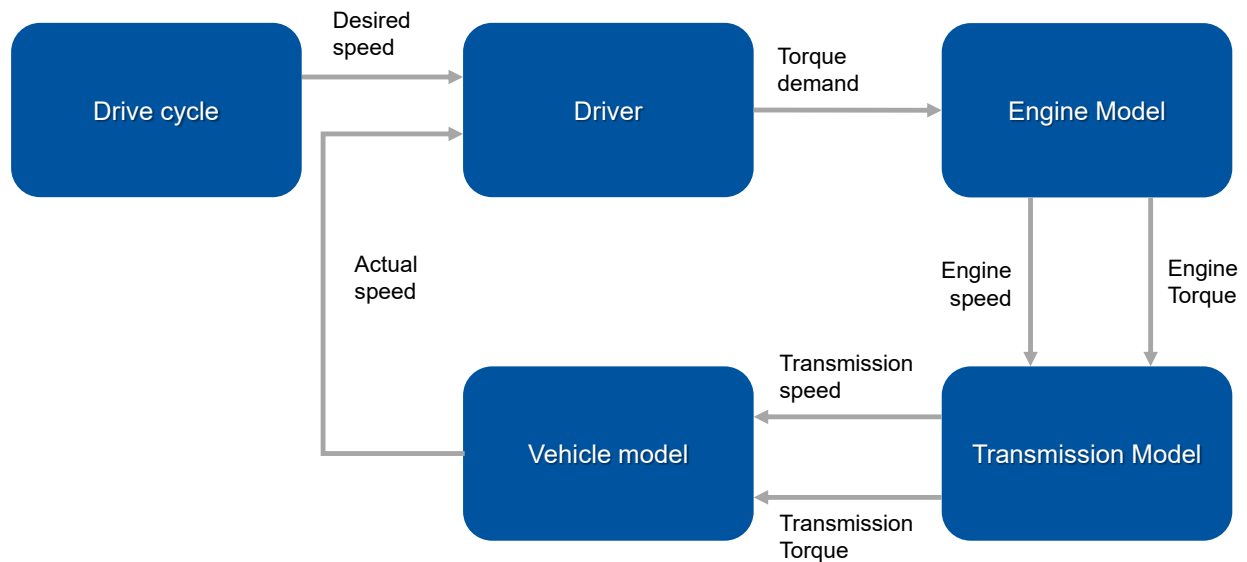 Desired
speed
Drive cycle
Driver
Torque
demand
Engine Model
Actual
speed
Engine
speed
Engine
Torque
Transmission
speed
Vehicle model
Transmission Model
Transmission
Torque